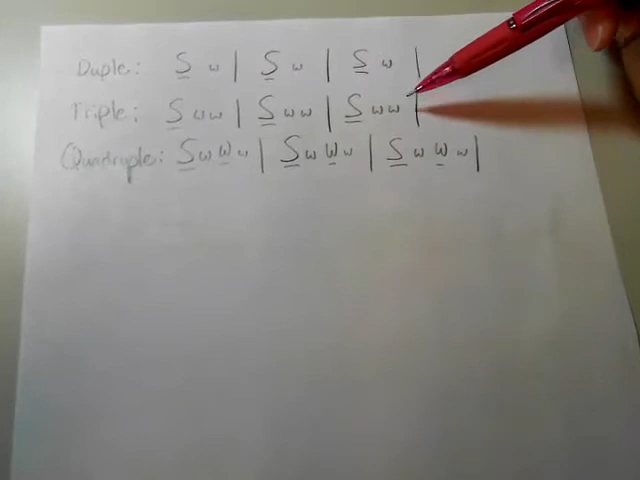 Duple: S w | S w | S w |
Triple: S w w | S w w | S w w |
Quadruple: S w W w | S w W w | S w W w |